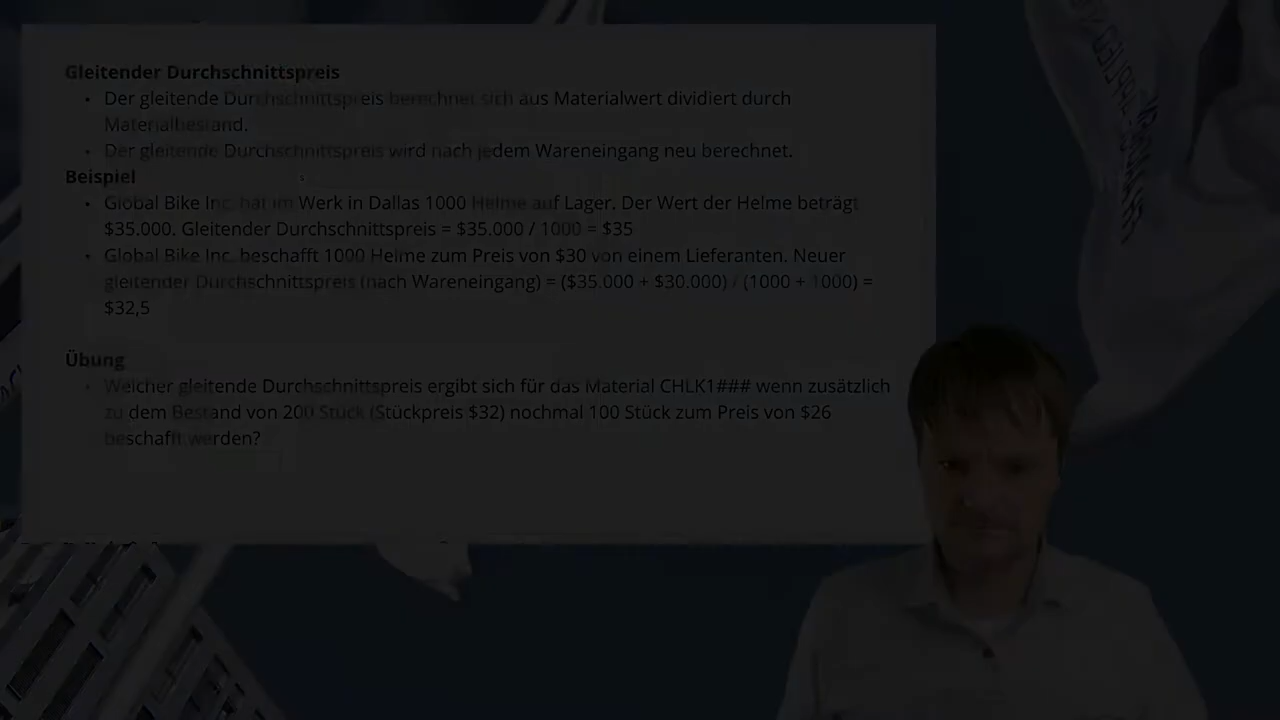 Gleitender Durchschnittspreis
• Der gleitende Durchschnittspreis berechnet sich aus Materialwert dividiert durch
Materialbestand.
• Der gleitende Durchschnittspreis wird nach jedem Wareneingang neu berechnet.
Beispiel
• Global Bike Inc. hat im Werk in Dallas 1000 Helme auf Lager. Der Wert der Helme beträgt
$35.000. Gleitender Durchschnittspreis = $35.000 / 1000 = $35
• Global Bike Inc. beschafft 1000 Helme zum Preis von $30 von einem Lieferanten. Neuer
gleitender Durchschnittspreis (nach Wareneingang) = ($35.000 + $30.000) / (1000 + 1000) =
$32,5
Übung
• Welcher gleitende Durchschnittspreis ergibt sich für das Material CHLK1### wenn zusätzlich
zu dem Bestand von 200 Stück (Stückpreis $32) nochmal 100 Stück zum Preis von $26
beschafft werden?